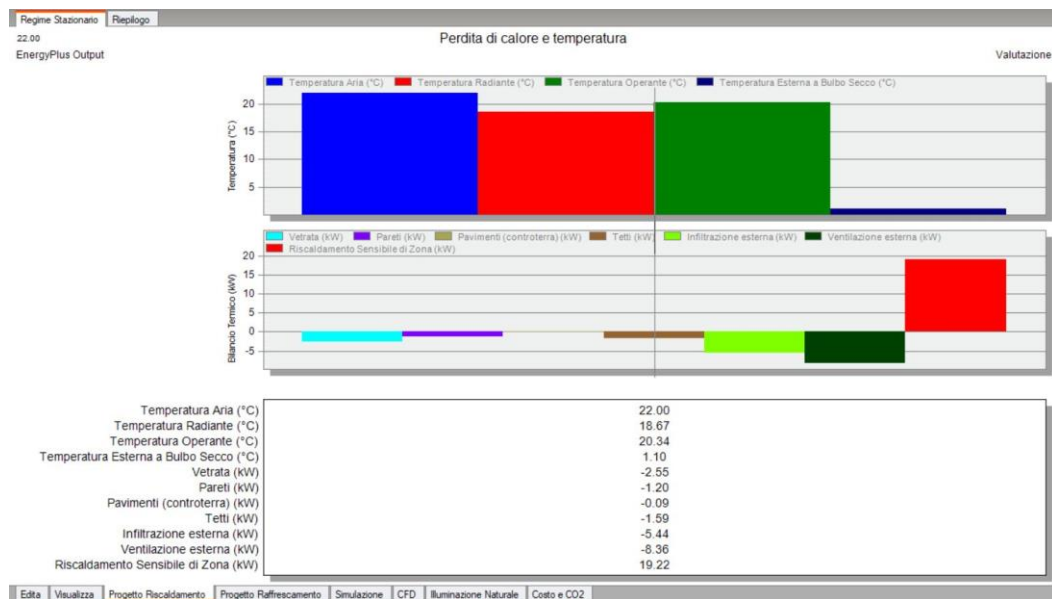 Regime Stazionario Riepilogo
22.00
Perdita di calore e temperatura
EnergyPlus Output
Valutazione
Temperatura Aria (°C) Temperatura Radiante (°C) Temperatura Operante (°C) Temperatura Esterna a Bulbo Secco (°C)
Temperatura (°C)
20
15
10
5
Vetrata (kW) Pareti (kW) Pavimenti (controterra) (kW) Tetti (kW) Infiltrazione esterna (kW) Ventilazione esterna (kW)
Riscaldamento Sensibile di Zona (kW)
Bilancio Termico (kW)
20
15
10
5
0
-5
Temperatura Aria (°C) 22.00
Temperatura Radiante (°C) 18.67
Temperatura Operante (°C) 20.34
Temperatura Esterna a Bulbo Secco (°C) 1.10
Vetrata (kW) -2.55
Pareti (kW) -1.20
Pavimenti (controterra) (kW) -0.09
Tetti (kW) -1.59
Infiltrazione esterna (kW) -5.44
Ventilazione esterna (kW) -8.36
Riscaldamento Sensibile di Zona (kW) 19.22
Edita Visualizza Progetto Riscaldamento Progetto Raffrescamento Simulazione CFD Illuminazione Naturale Costo e CO2